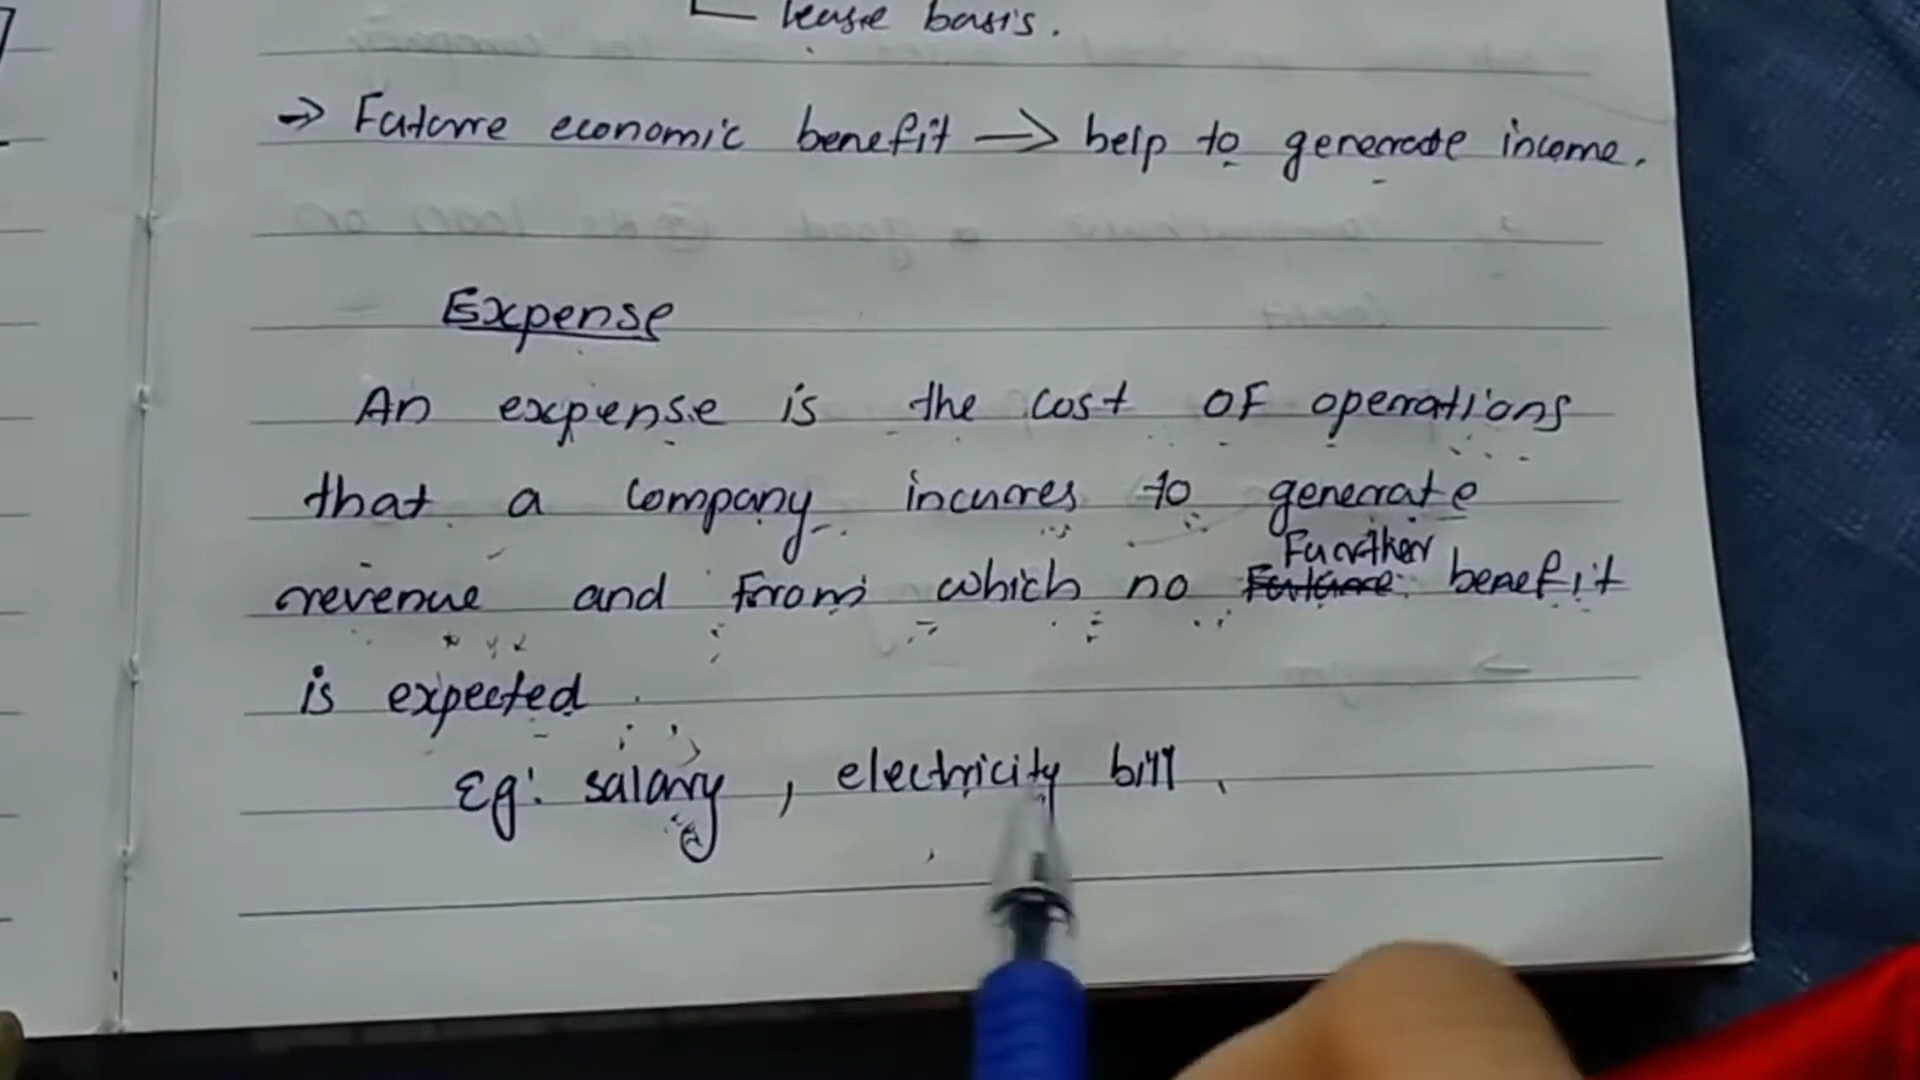 lease basis.
→ Future economic benefit → help to generate income.
Expense
An expense is the cost of operations
that a company incurres to generate
Further
revenue and from which no Future benefit
is expected
Eg: salary, electricity bill,